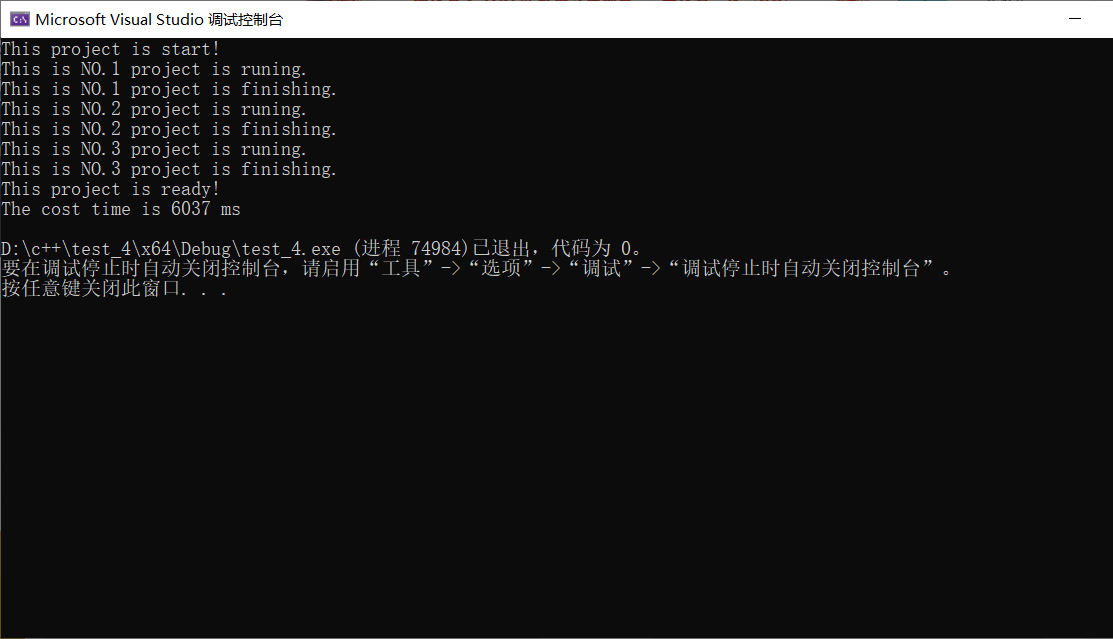 Microsoft Visual Studio 调试控制台
This project is start!
This is NO.1 project is runing.
This is NO.1 project is finishing.
This is NO.2 project is runing.
This is NO.2 project is finishing.
This is NO.3 project is runing.
This is NO.3 project is finishing.
This project is ready!
The cost time is 6037 ms
D:\c++\test_4\x64\Debug\test_4.exe (进程 74984)已退出，代码为 0。
要在调试停止时自动关闭控制台，请启用“工具”->“选项”->“调试”->“调试停止时自动关闭控制台”。
按任意键关闭此窗口. . .